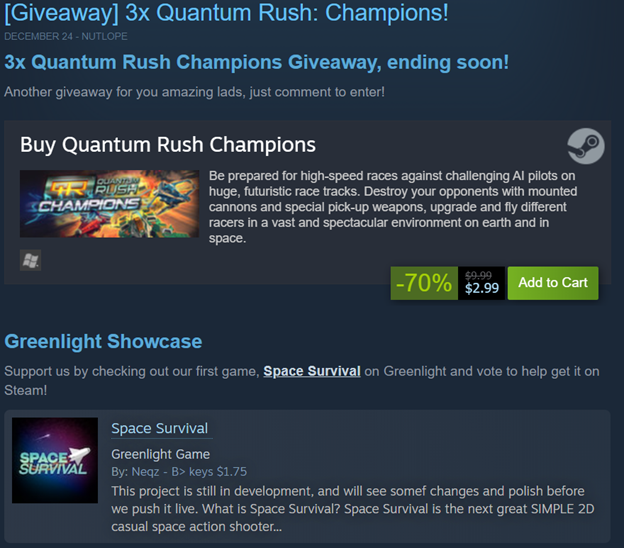 [Giveaway] 3x Quantum Rush: Champions!
DECEMBER 24 - NUTLOPE
3x Quantum Rush Champions Giveaway, ending soon!
Another giveaway for you amazing lads, just comment to enter!
Buy Quantum Rush Champions
QR QUANTUM RUSH
CHAMPIONS
Be prepared for high-speed races against challenging AI pilots on
huge, futuristic race tracks. Destroy your opponents with mounted
cannons and special pick-up weapons, upgrade and fly different
racers in a vast and spectacular environment on earth and in
space.
-70%
$9.99
$2.99
Add to Cart
Greenlight Showcase
Support us by checking out our first game, Space Survival on Greenlight and vote to help get it on
Steam!
SPACE
SURVIVAL
Space Survival
Greenlight Game
By: Neqz - B> keys $1.75
This project is still in development, and will see somef changes and polish before
we push it live. What is Space Survival? Space Survival is the next great SIMPLE 2D
casual space action shooter...